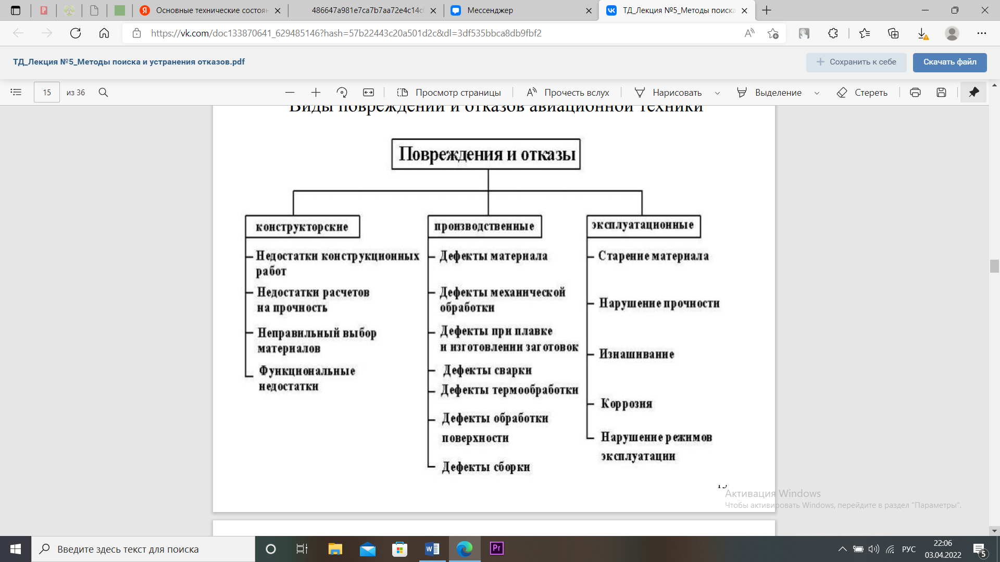 Основные технические состоян
486647a981e7ca7b7aa72e4c14c
Мессенджер
ТД_Лекция №5_Методы поиска
https://vk.com/doc133870641_629485146?hash=57b22443c20a501d2c&dl=3df535bbca8db9fbf2
ТД_Лекция №5_Методы поиска и устранения отказов.pdf
Сохранить к себе
Скачать файл
15 из 36
Просмотр страницы
Прочесть вслух
Нарисовать
Выделение
Стереть
Виды повреждений и отказов авиационной техники
Повреждения и отказы
конструкторские
Недостатки конструкционных
работ
Недостатки расчетов
на прочность
Неправильный выбор
материалов
Функциональные
недостатки
производственные
Дефекты материала
Дефекты механической
обработки
Дефекты при плавке
и изготовлении заготовок
Дефекты сварки
Дефекты термообработки
Дефекты обработки
поверхности
Дефекты сборки
эксплуатационные
Старение материала
Нарушение прочности
Изнашивание
Коррозия
Нарушение режимов
эксплуатации
15
Активация Windows
Чтобы активировать Windows, перейдите в раздел "Параметры".
Введите здесь текст для поиска
Pr
РУС
22:06
03.04.2022
5